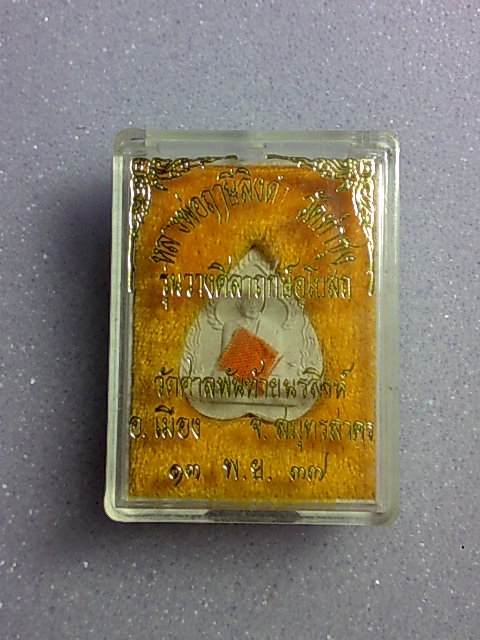 หลวงพ่อฤาษีลิงดำ วัดท่าซุง
รุ่นวางศิลาฤกษ์อุโบสถ
วัดศาลพันท้ายนรสิงห์
อ.เมือง จ.สมุทรสาคร
๑๓ พ.ย. ๓๗